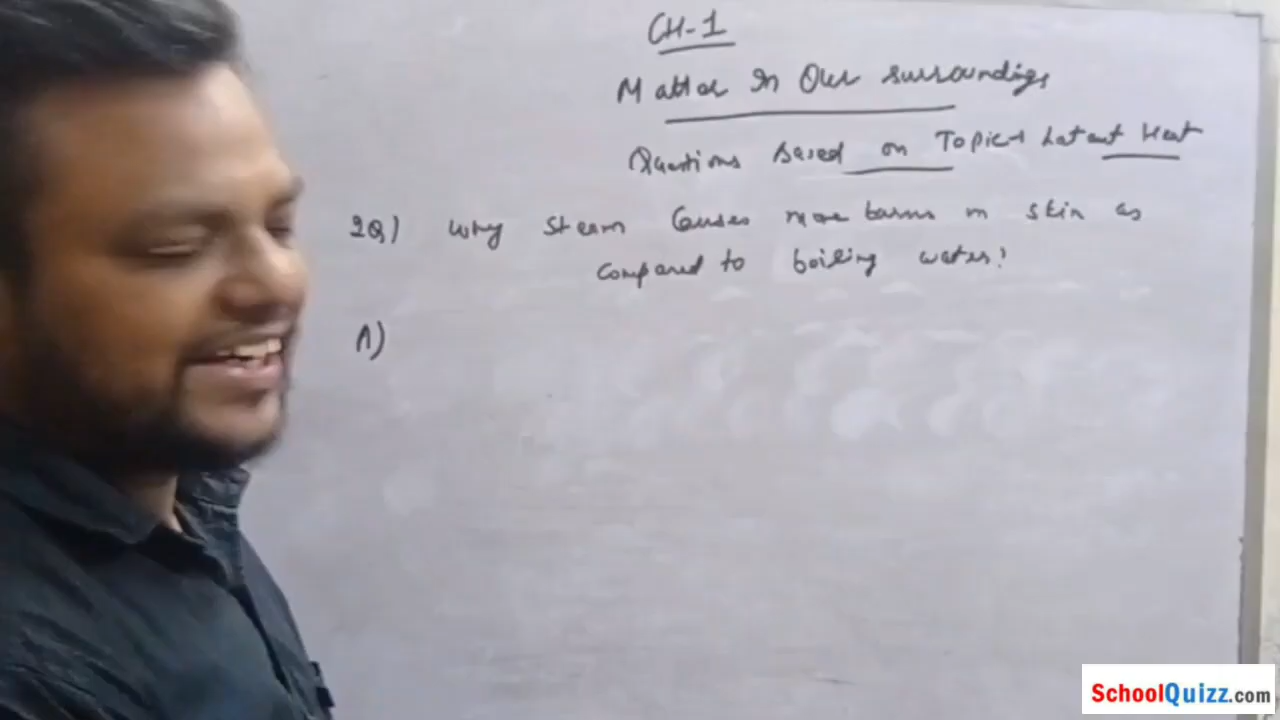 CH-1
Matter In Our surroundings
Questions Based on Topic-1 Latent Heat
2Q) Why steam Causes more burns on skin as
compared to boiling water?
A)
SchoolQuizz.com